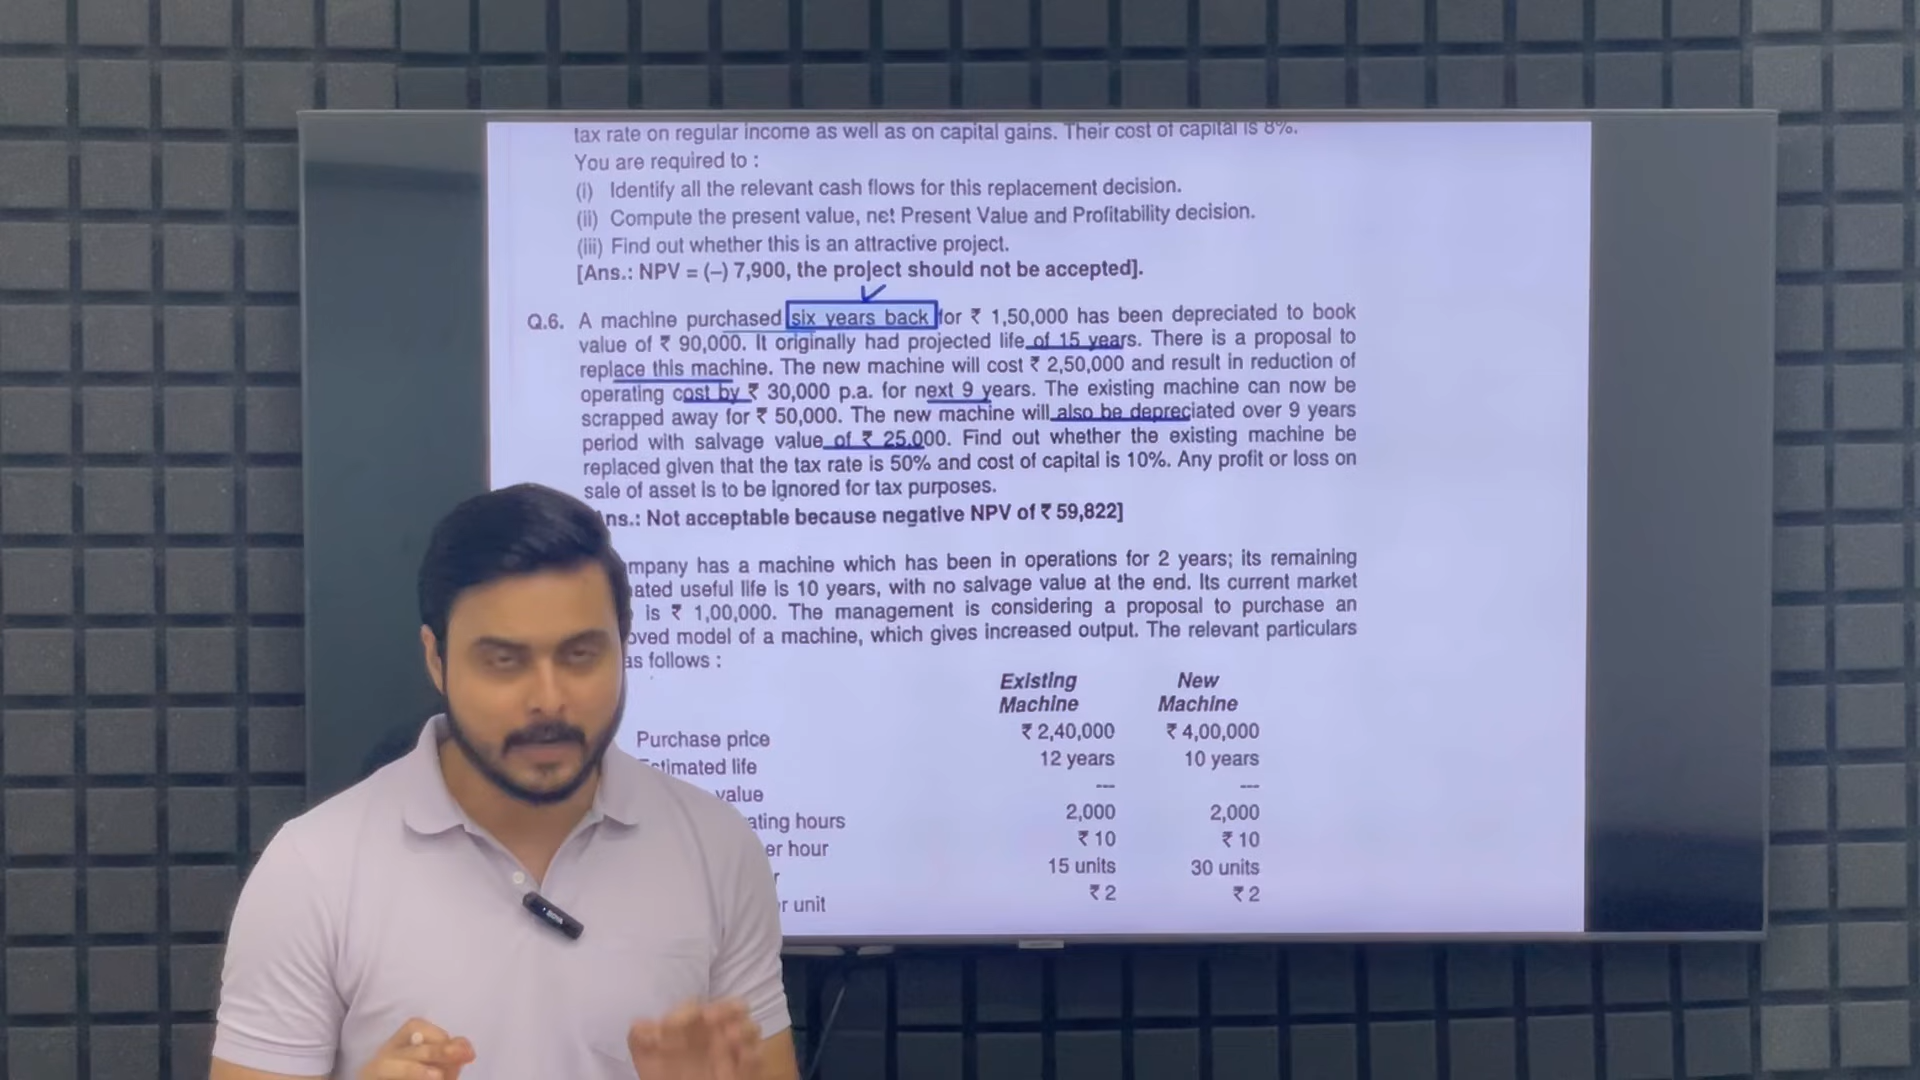 tax rate on regular income as well as on capital gains. Their cost of capital is 8%.
You are required to :
(i) Identify all the relevant cash flows for this replacement decision.
(ii) Compute the present value, net Present Value and Profitability decision.
(iii) Find out whether this is an attractive project.
[Ans.: NPV = (–) 7,900, the project should not be accepted].
Q.6. A machine purchased six years back for ₹ 1,50,000 has been depreciated to book
value of ₹ 90,000. It originally had projected life of 15 years. There is a proposal to
replace this machine. The new machine will cost ₹ 2,50,000 and result in reduction of
operating cost by ₹ 30,000 p.a. for next 9 years. The existing machine can now be
scrapped away for ₹ 50,000. The new machine will also be depreciated over 9 years
period with salvage value of ₹ 25,000. Find out whether the existing machine be
replaced given that the tax rate is 50% and cost of capital is 10%. Any profit or loss on
sale of asset is to be ignored for tax purposes.
ns.: Not acceptable because negative NPV of ₹ 59,822]
mpany has a machine which has been in operations for 2 years; its remaining
ated useful life is 10 years, with no salvage value at the end. Its current market
is ₹ 1,00,000. The management is considering a proposal to purchase an
oved model of a machine, which gives increased output. The relevant particulars
as follows :
Existing New
Machine Machine
Purchase price ₹ 2,40,000 ₹ 4,00,000
stimated life 12 years 10 years
value --- ---
ating hours 2,000 2,000
er hour ₹ 10 ₹ 10
r 15 units 30 units
r unit ₹ 2 ₹ 2